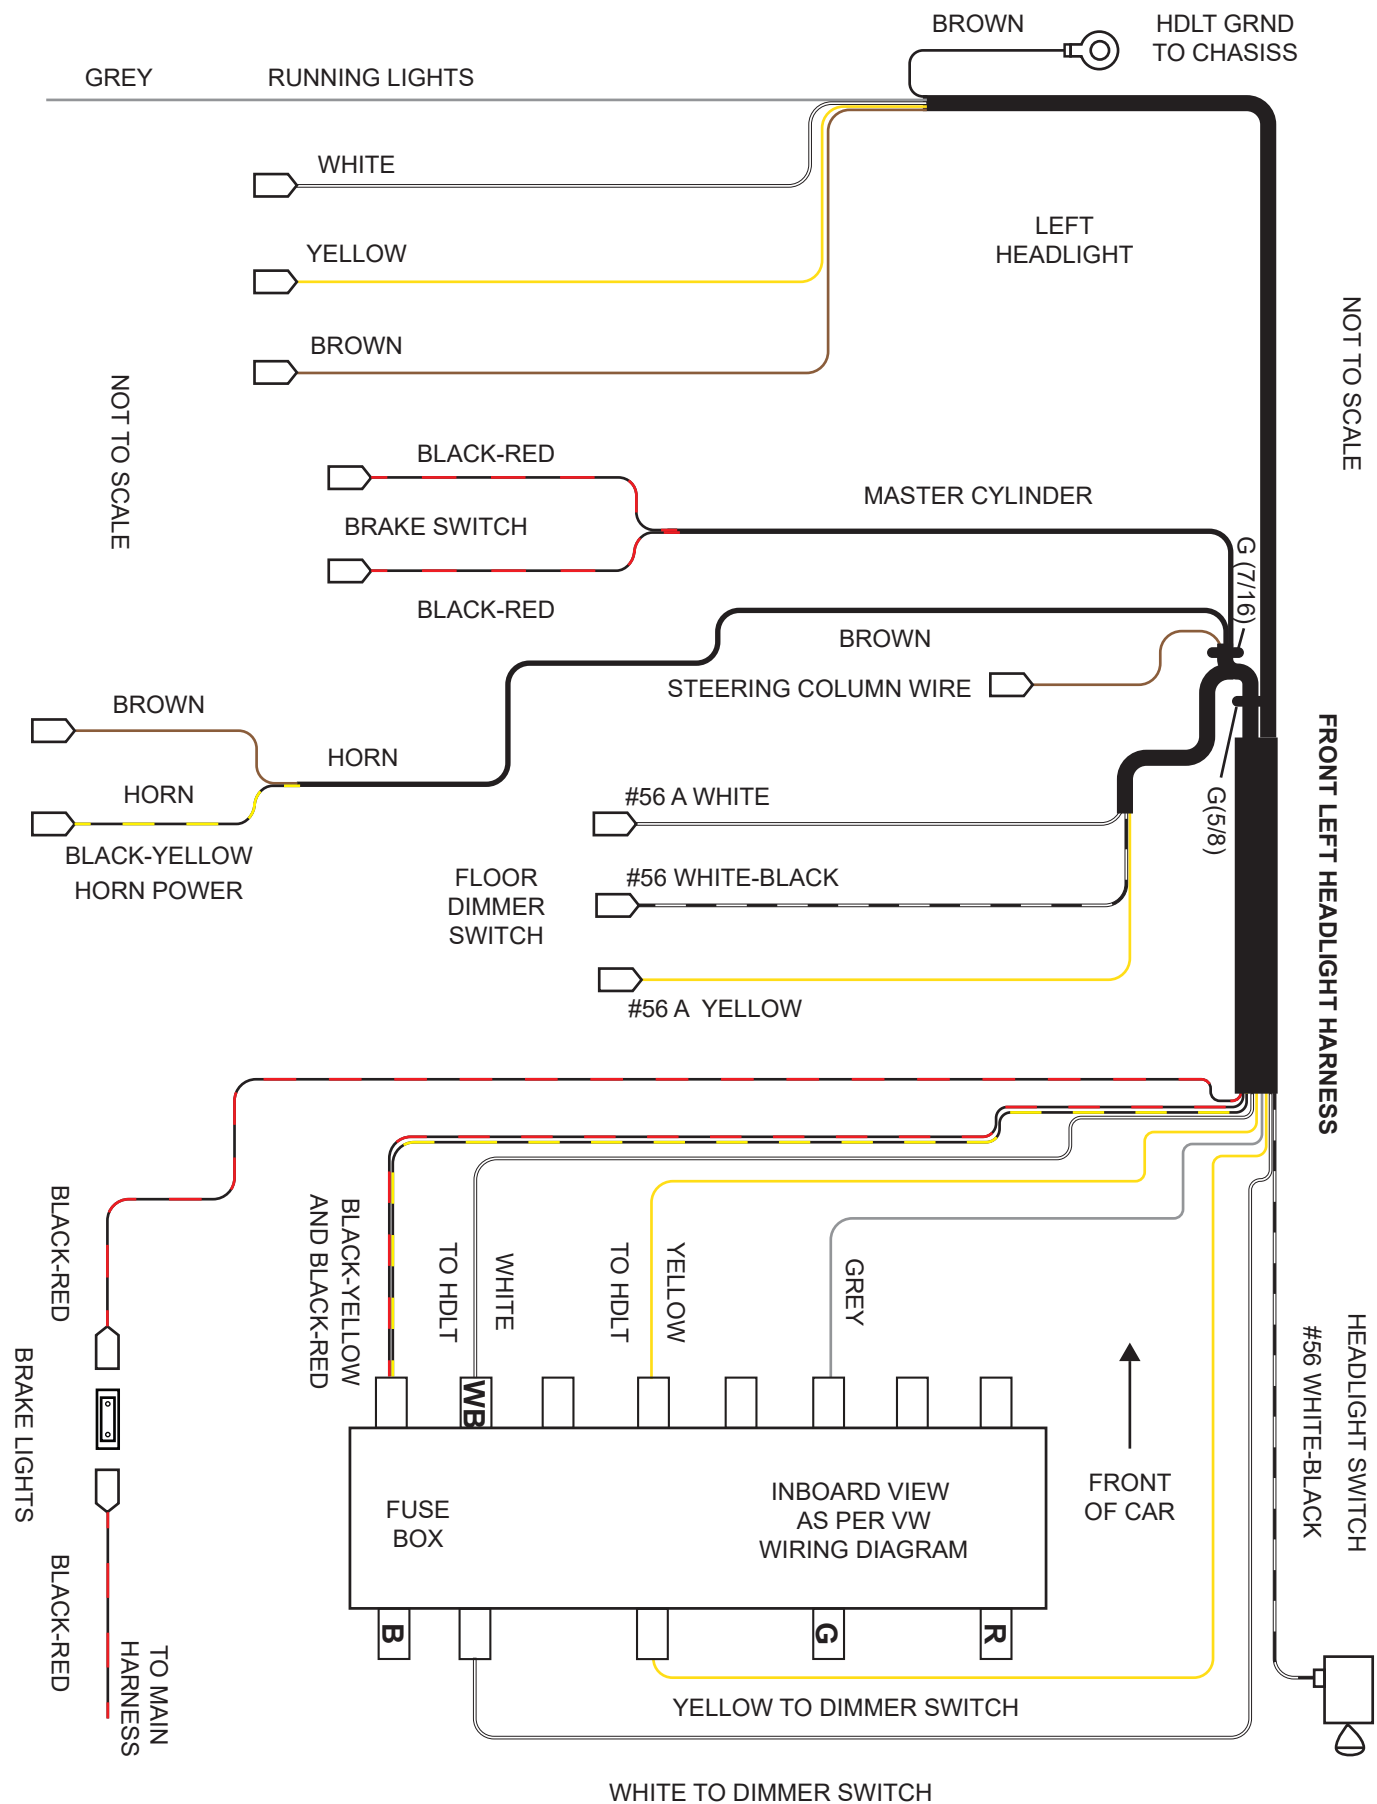 BROWN
HDLT GRND
TO CHASISS
GREY
RUNNING LIGHTS
WHITE
YELLOW
LEFT
HEADLIGHT
BROWN
NOT TO SCALE
NOT TO SCALE
BLACK-RED
MASTER CYLINDER
BRAKE SWITCH
G (7/16)
BLACK-RED
BROWN
STEERING COLUMN WIRE
BROWN
HORN
HORN
#56 A WHITE
G(5/8)
FRONT LEFT HEADLIGHT HARNESS
BLACK-YELLOW
HORN POWER
FLOOR
DIMMER
SWITCH
#56 WHITE-BLACK
#56 A YELLOW
BLACK-RED
BLACK-YELLOW
AND BLACK-RED
WHITE
TO HDLT
YELLOW
TO HDLT
GREY
HEADLIGHT SWITCH
#56 WHITE-BLACK
BRAKE LIGHTS
WB
FRONT
OF CAR
FUSE
BOX
INBOARD VIEW
AS PER VW
WIRING DIAGRAM
BLACK-RED
B
G
R
TO MAIN
HARNESS
YELLOW TO DIMMER SWITCH
WHITE TO DIMMER SWITCH